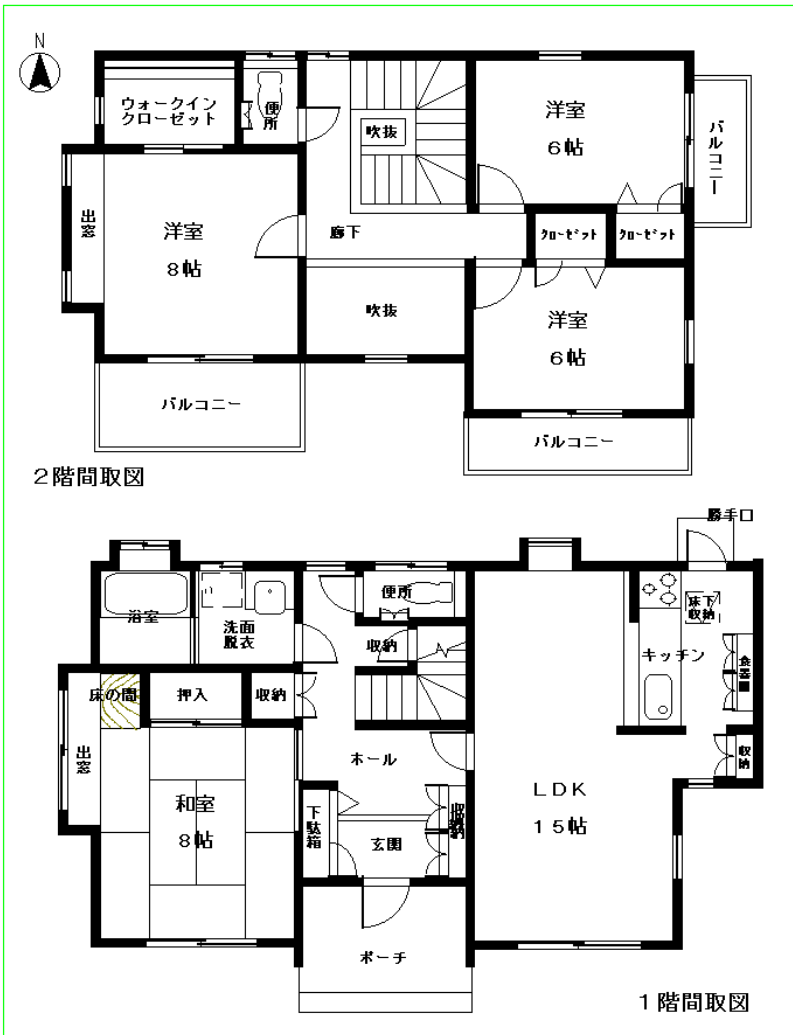 N
ウォークイン
クローゼット
便所
吹抜
洋室
6帖
バルコニー
出窓
洋室
8帖
廊下
クローゼット
クローゼット
吹抜
洋室
6帖
バルコニー
バルコニー
2階間取図
勝手口
浴室
洗面
脱衣
便所
収納
床下
収納
キッチン
食器棚
床の間
押入
収納
出窓
ホール
収納
和室
8帖
下駄箱
収納
玄関
LDK
15帖
ポーチ
1階間取図